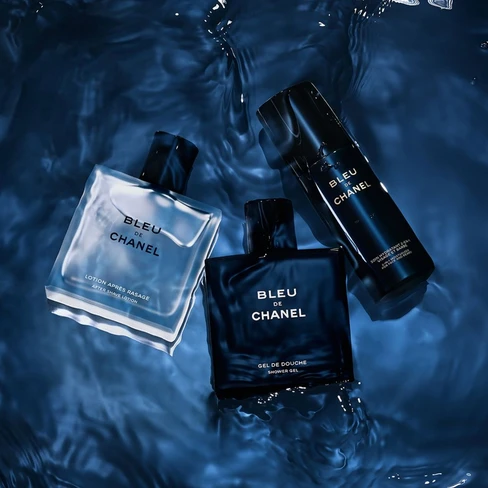 BLEU
DE
CHANEL
LOTION APRÈS RASAGE
AFTER SHAVE LOTION
BLEU
DE
CHANEL
GEL DE DOUCHE
SHOWER GEL
BLEU
DE
CHANEL